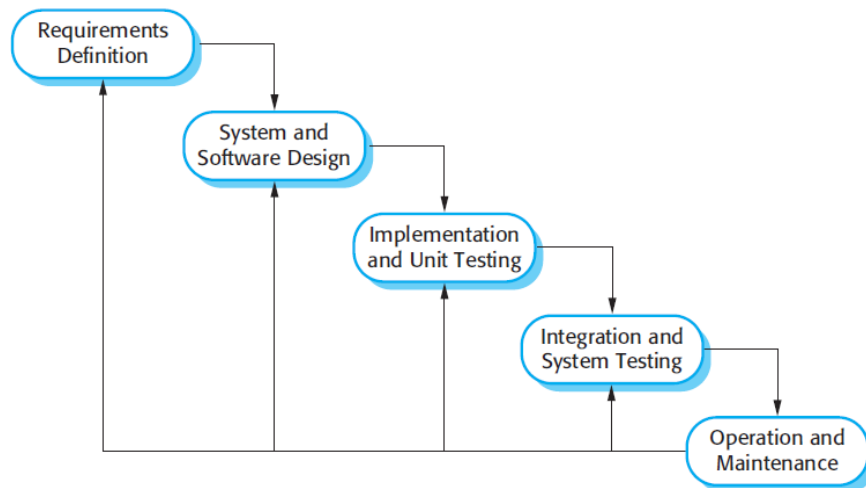 Requirements
Definition
System and
Software Design
Implementation
and Unit Testing
Integration and
System Testing
Operation and
Maintenance